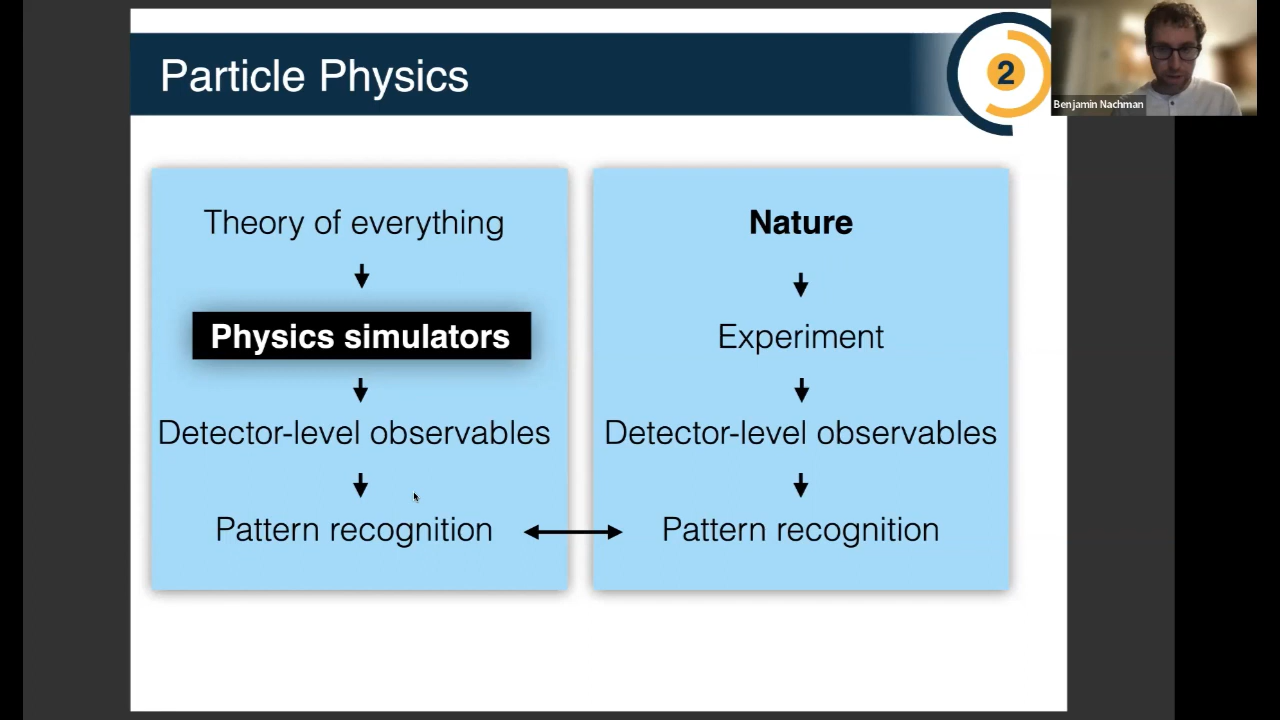 Particle Physics
2
Benjamin Nachman
Theory of everything
Physics simulators
Detector-level observables
Pattern recognition
Nature
Experiment
Detector-level observables
Pattern recognition